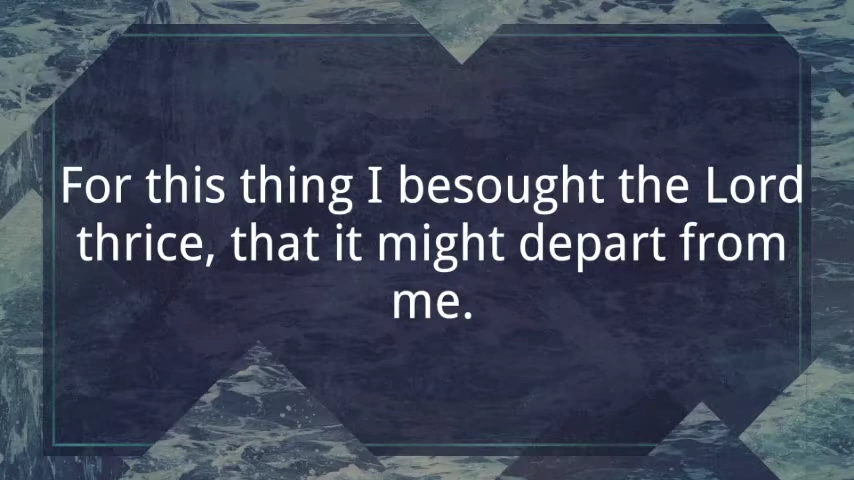 For this thing I besought the Lord
thrice, that it might depart from
me.